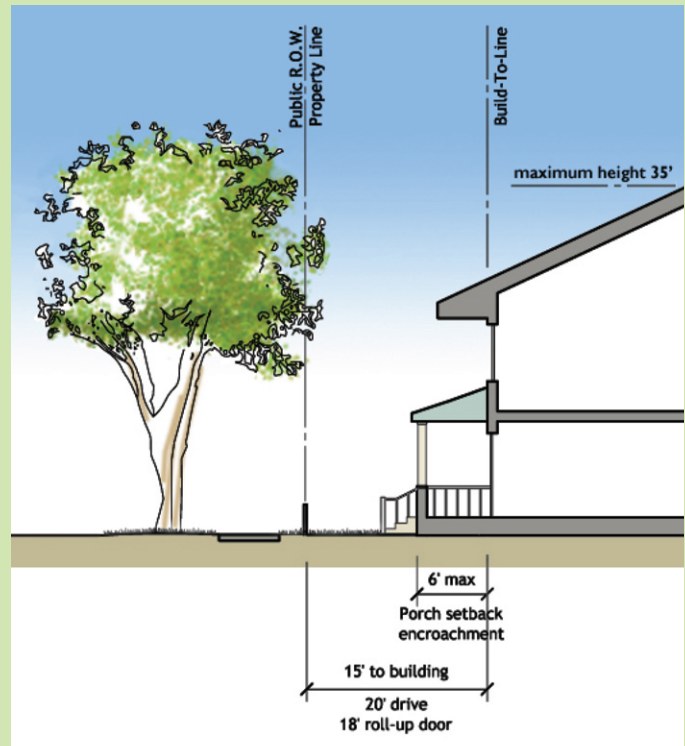 Public R.O.W.
Property Line
Build-To-Line
maximum height 35'
6' max
Porch setback
encroachment
15' to building
20' drive
18' roll-up door